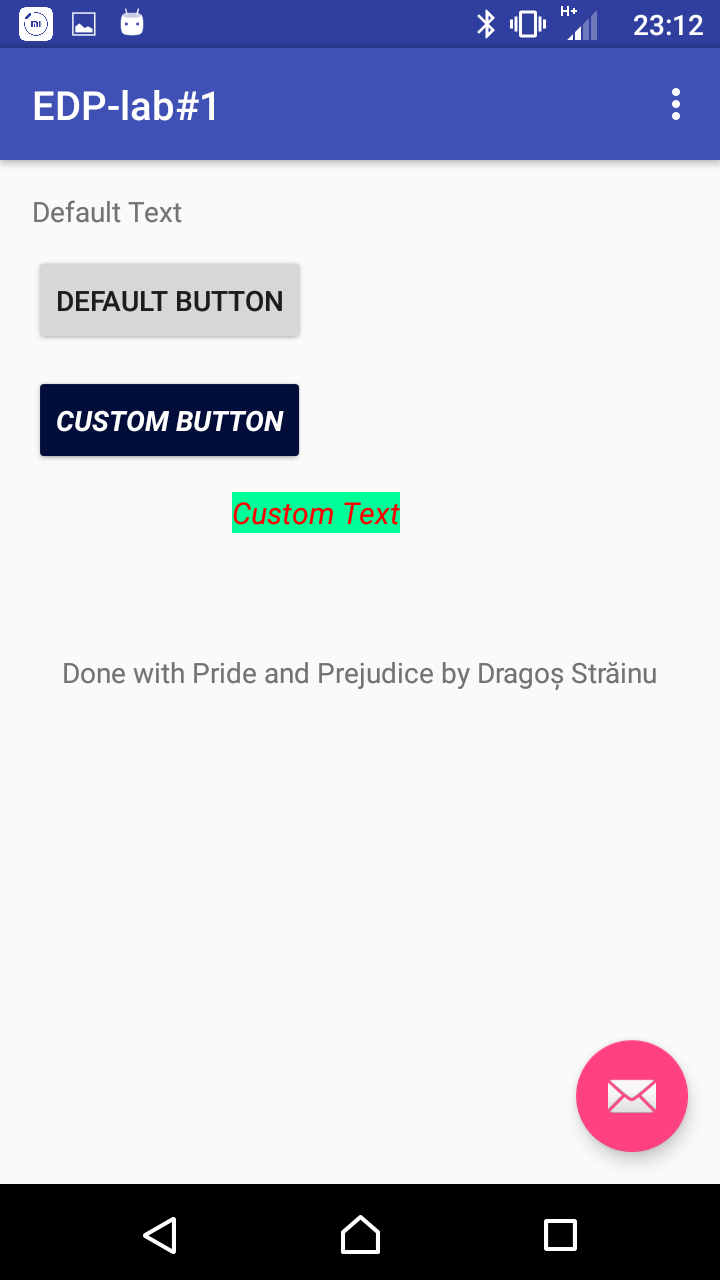 mi
H+
23:12
EDP-lab#1
Default Text
DEFAULT BUTTON
CUSTOM BUTTON
Custom Text
Done with Pride and Prejudice by Dragoș Străinu